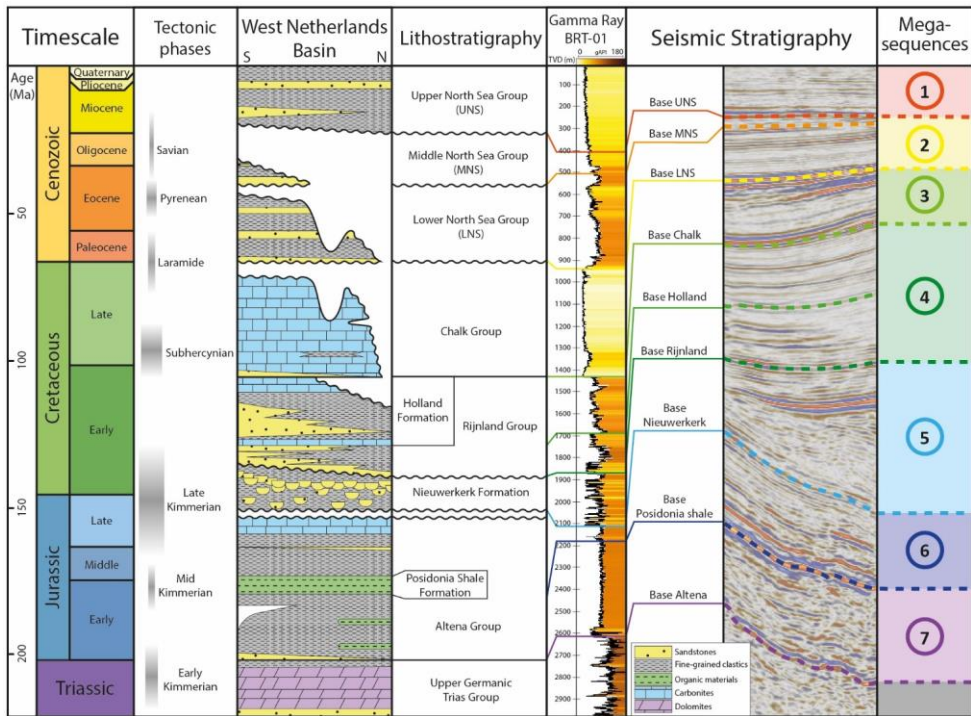 Timescale
Tectonic
phases
West Netherlands
Basin
S
N
Lithostratigraphy
Gamma Ray
BRT-01
0 gAPI 180
TVD (m)
Seismic Stratigraphy
Mega-
sequences
Age
(Ma)
50
100
150
200
Cenozoic
Cretaceous
Jurassic
Triassic
Quaternary
Pliocene
Miocene
Oligocene
Eocene
Paleocene
Late
Early
Late
Middle
Early
Savian
Pyrenean
Laramide
Subhercynian
Late
Kimmerian
Mid
Kimmerian
Early
Kimmerian
Upper North Sea Group
(UNS)
Middle North Sea Group
(MNS)
Lower North Sea Group
(LNS)
Chalk Group
Holland
Formation
Rijnland Group
Nieuwerkerk Formation
Posidonia Shale
Formation
Altena Group
Upper Germanic
Trias Group
100
200
300
400
500
600
700
800
900
1000
1100
1200
1300
1400
1500
1600
1700
1800
1900
2000
2100
2200
2300
2400
2500
2600
2700
2800
2900
Base UNS
Base MNS
Base LNS
Base Chalk
Base Holland
Base Rijnland
Base
Nieuwerkerk
Base
Posidonia shale
Base Altena
Sandstones
Fine-grained clastics
Organic materials
Carbonites
Dolomites
1
2
3
4
5
6
7